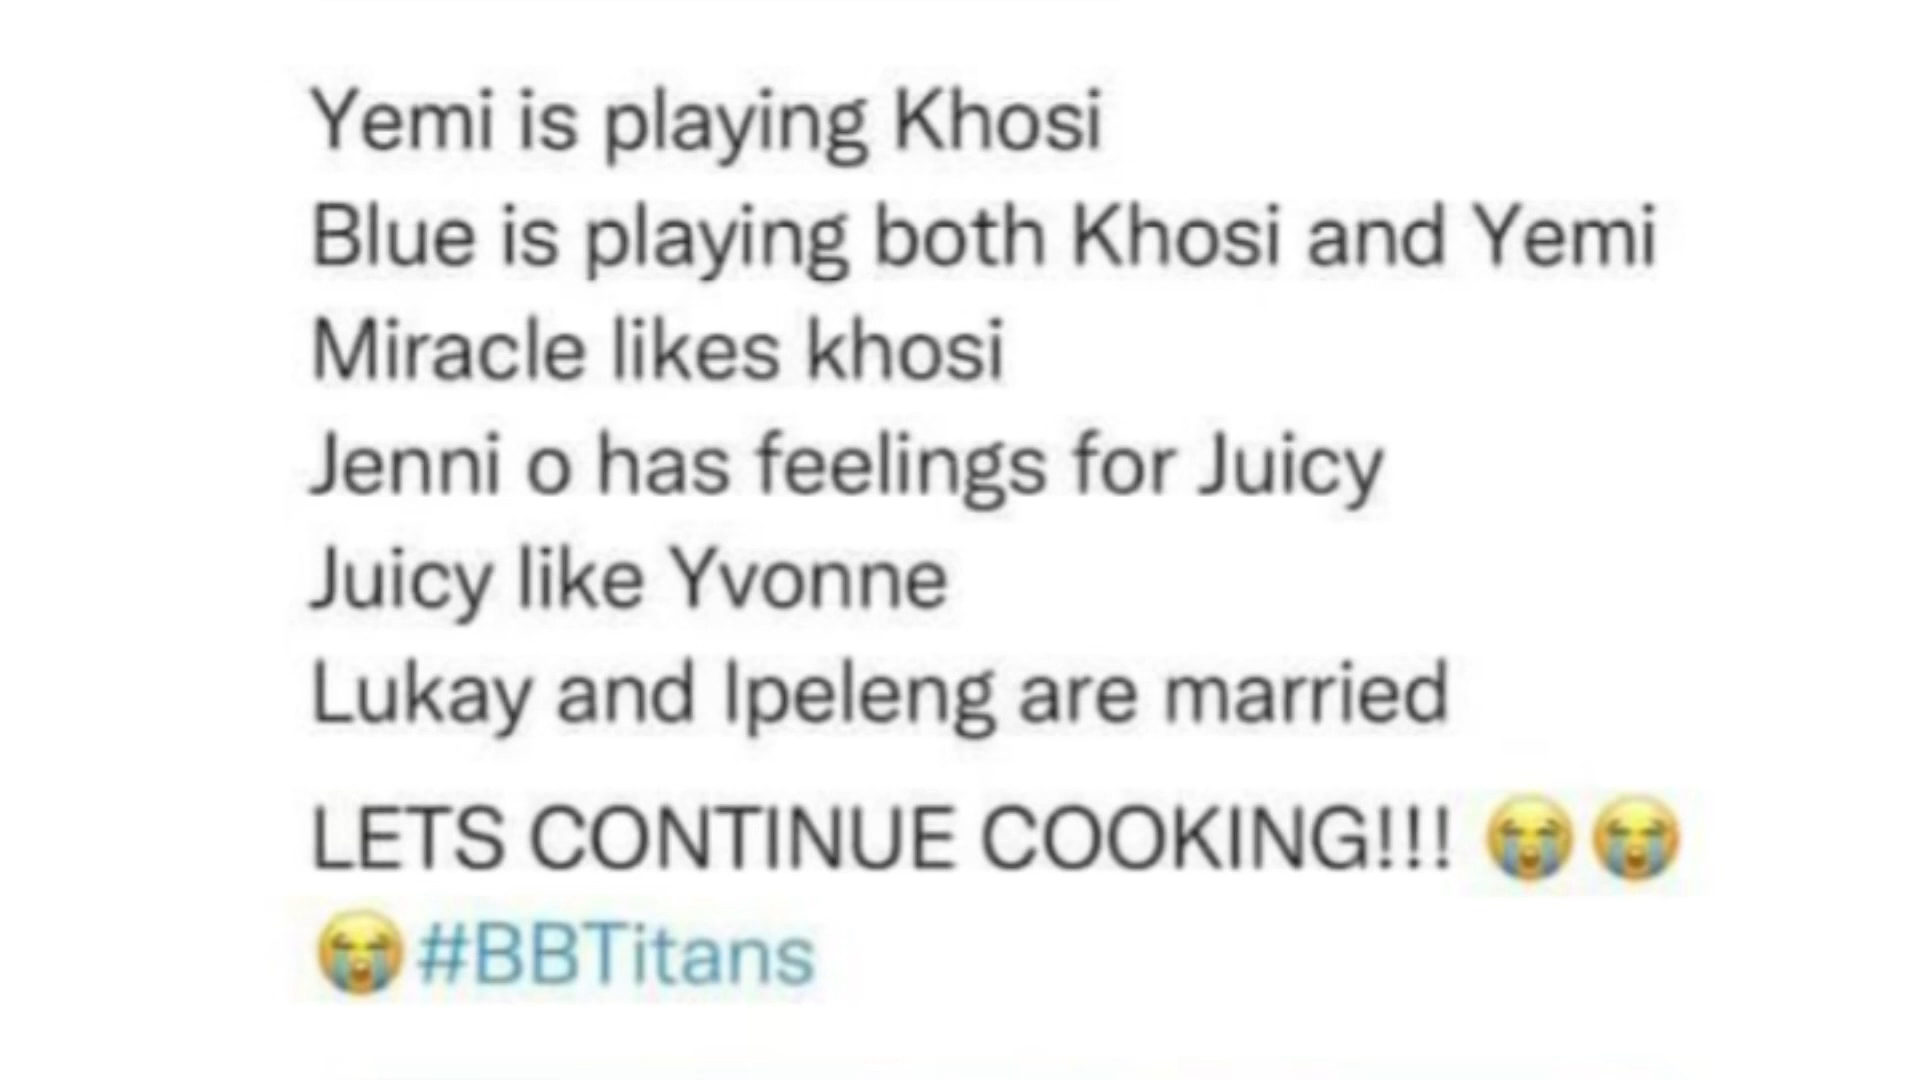 Yemi is playing Khosi
Blue is playing both Khosi and Yemi
Miracle likes khosi
Jenni o has feelings for Juicy
Juicy like Yvonne
Lukay and Ipeleng are married
LETS CONTINUE COOKING!!! 😭😭
😭#BBTitans